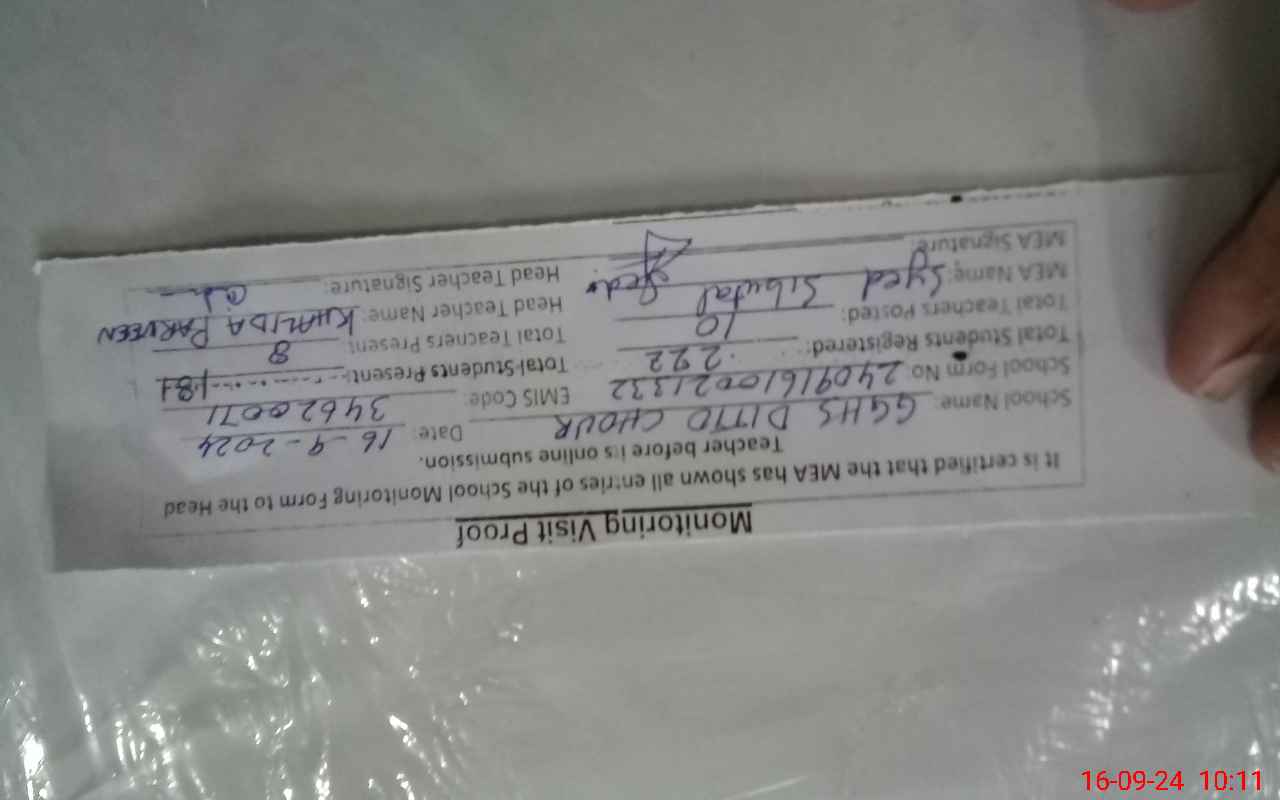 Monitoring Visit Proof
It is certified that the MEA has shown all entries of the School Monitoring Form to the Head
Teacher before its online submission.
School Name: GGHS DITTO CHOUR Date: 16-9-2024
School Form No: 24091610021332 EMIS Code: 34620071
Total Students Registered: 222 Total Students Present: 181
Total Teachers Posted: 10 Total Teachers Present: 8
MEA Name: Syed Sibutal Head Teacher Name: KHALIDA PARVEEN
MEA Signature: Head Teacher Signature:
16-09-24 10:11